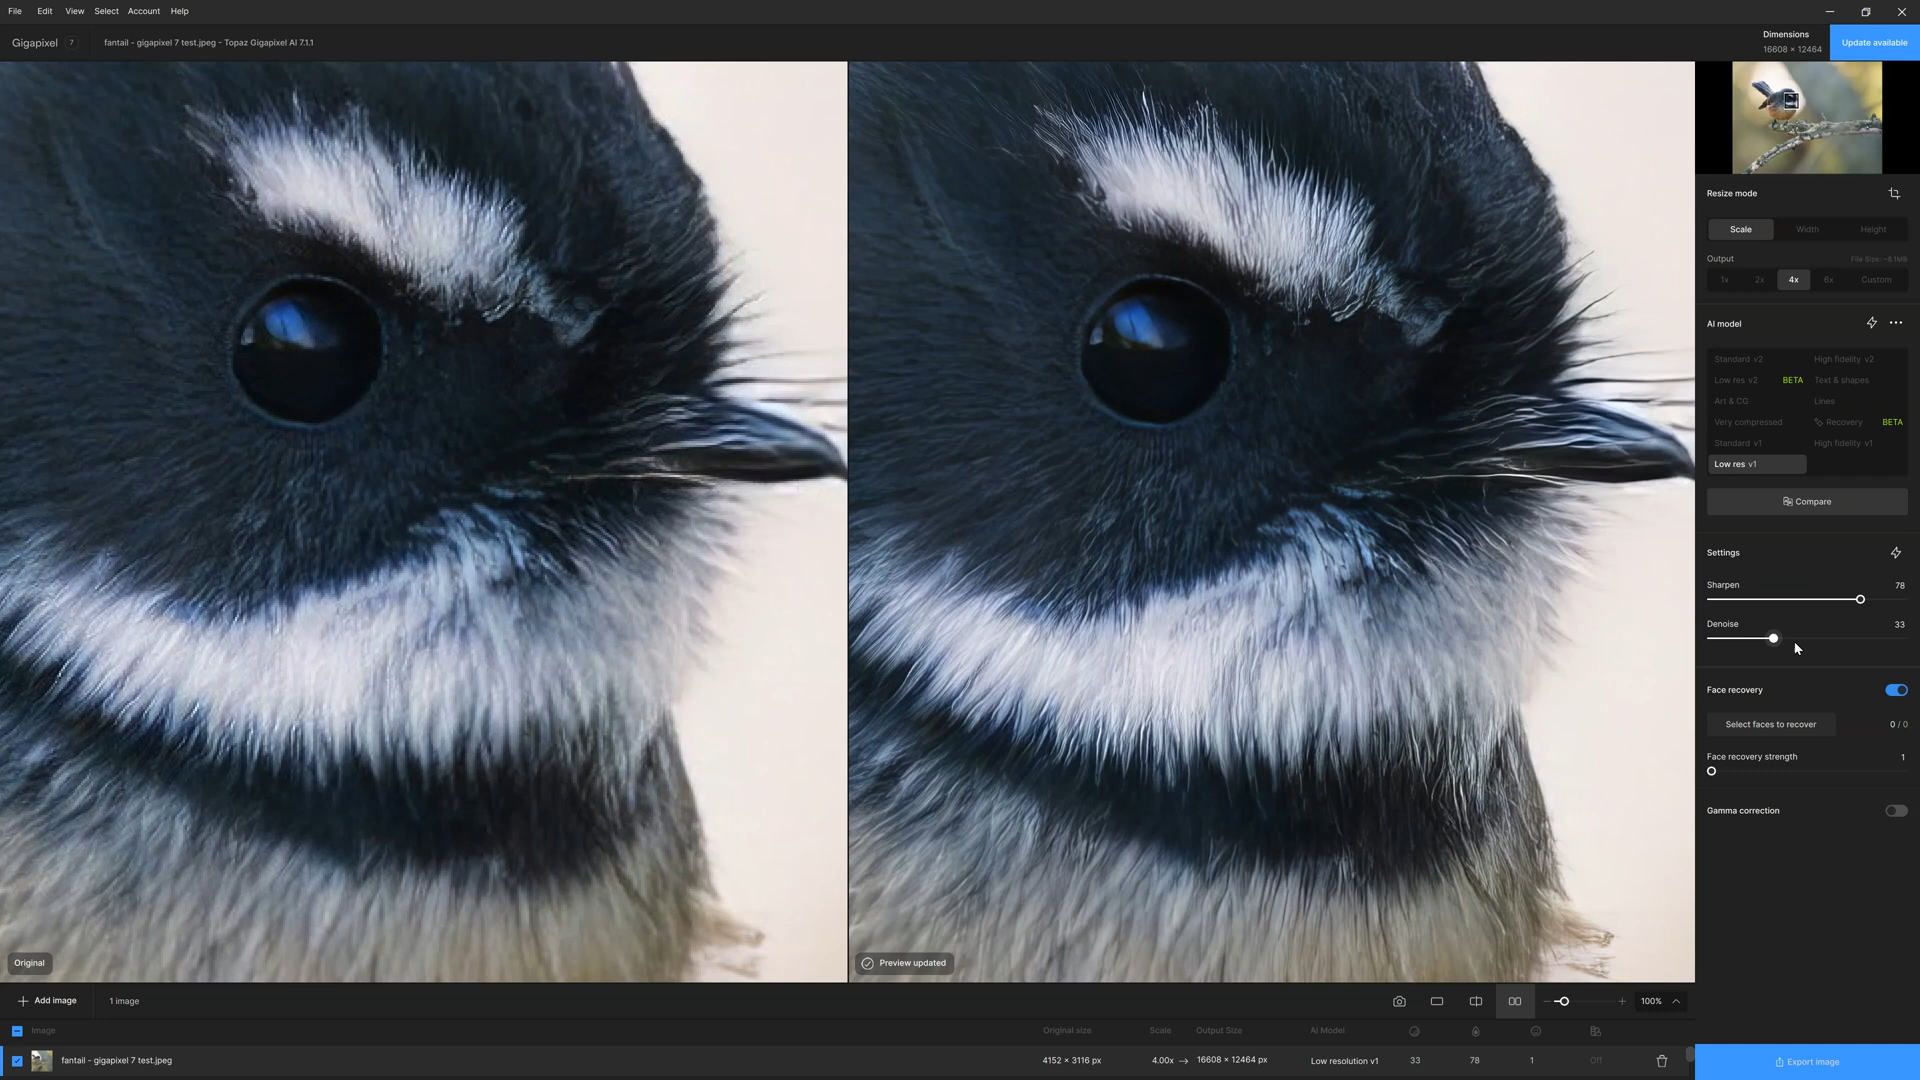 File Edit View Select Account Help
Gigapixel 7 fantail - gigapixel 7 test.jpeg - Topaz Gigapixel AI 7.1.1
Dimensions
16608 × 12464
Update available
Resize mode
Scale Width Height
Output File Size: ~8.1MB
1x 2x 4x 6x Custom
AI model
Standard v2 High fidelity v2
Low res v2 BETA Text & shapes
Art & CG Lines
Very compressed Recovery BETA
Standard v1 High fidelity v1
Low res v1
Compare
Settings
Sharpen 78
Denoise 33
Face recovery
Select faces to recover 0 / 0
Face recovery strength 1
Gamma correction
Original
Preview updated
Add image 1 image
100%
Image Original size Scale Output Size AI Model
fantail - gigapixel 7 test.jpeg 4152 × 3116 px 4.00x → 16608 × 12464 px Low resolution v1 33 78 1 Off
Export image